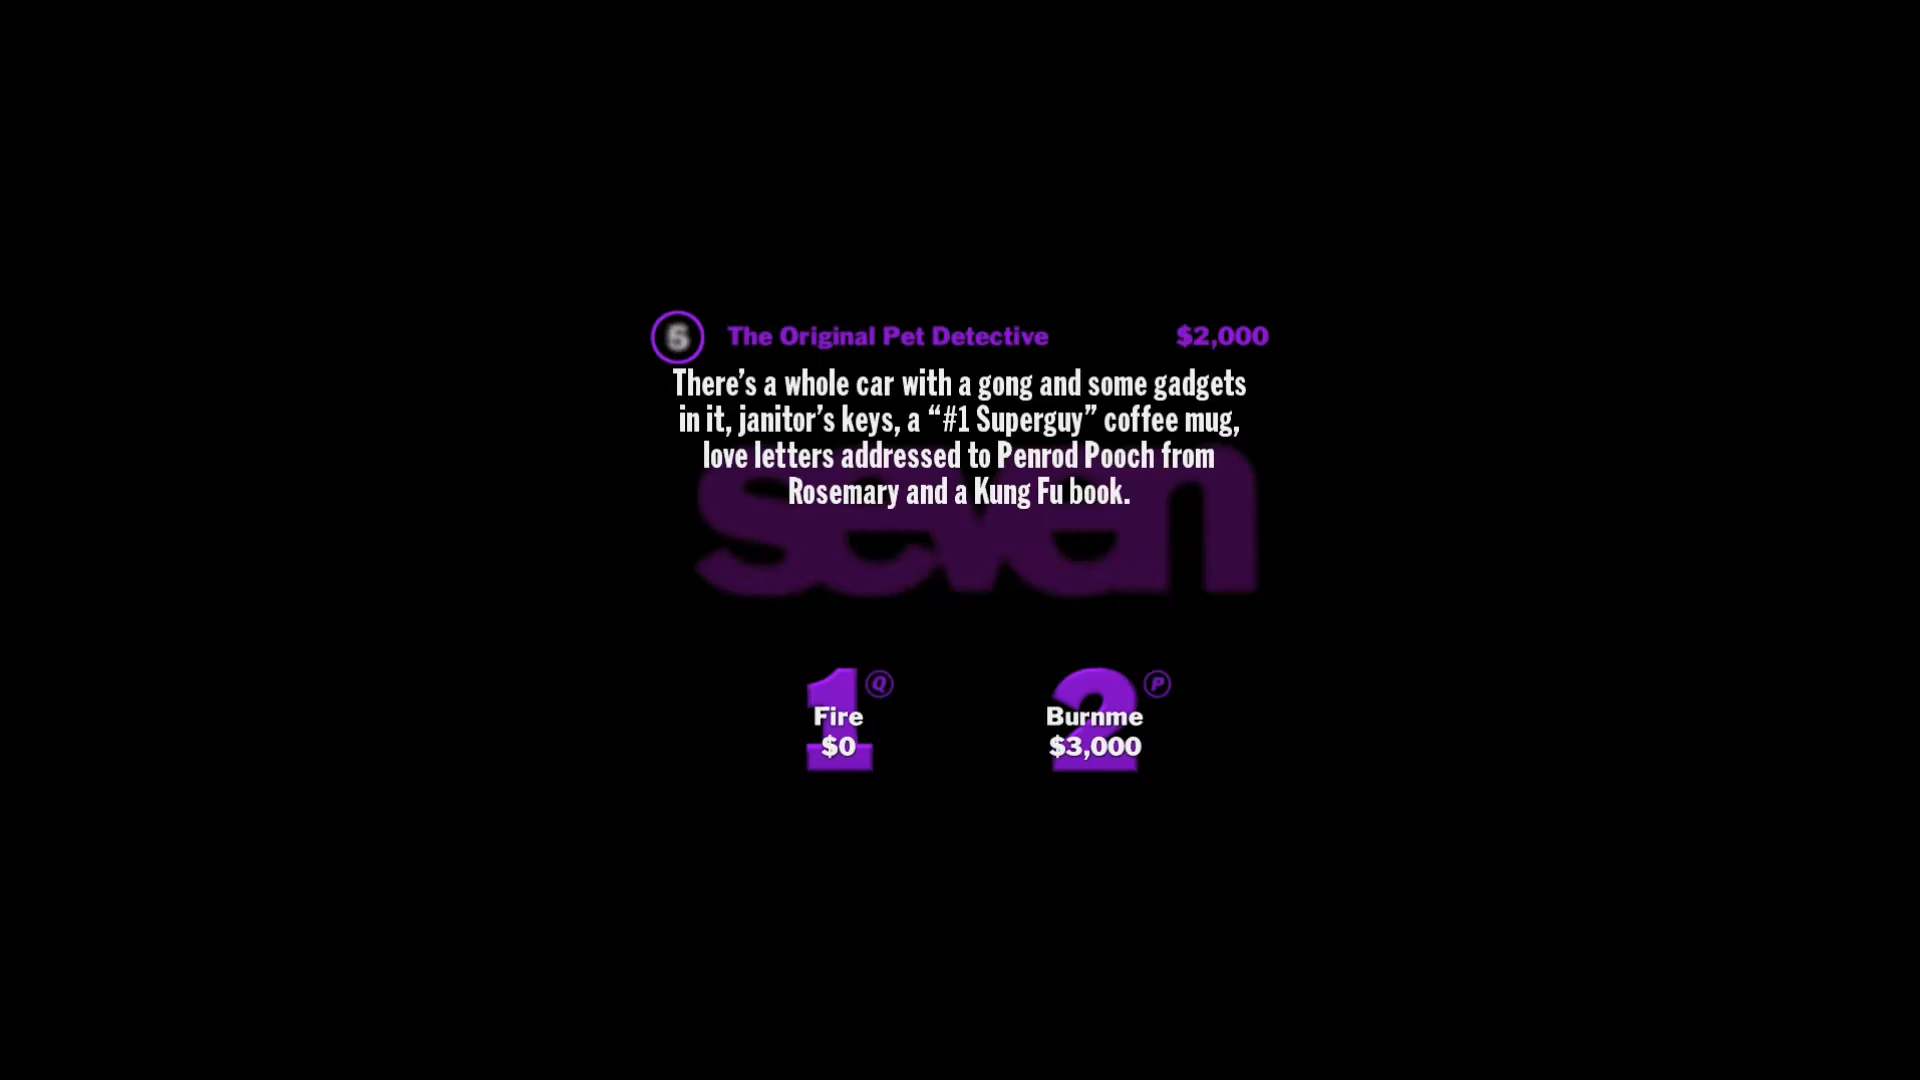 5 The Original Pet Detective $2,000
There's a whole car with a gong and some gadgets
in it, janitor's keys, a “#1 Superguy” coffee mug,
love letters addressed to Penrod Pooch from
Rosemary and a Kung Fu book.
seven
1 Q 2 P
Fire Burnme
$0 $3,000